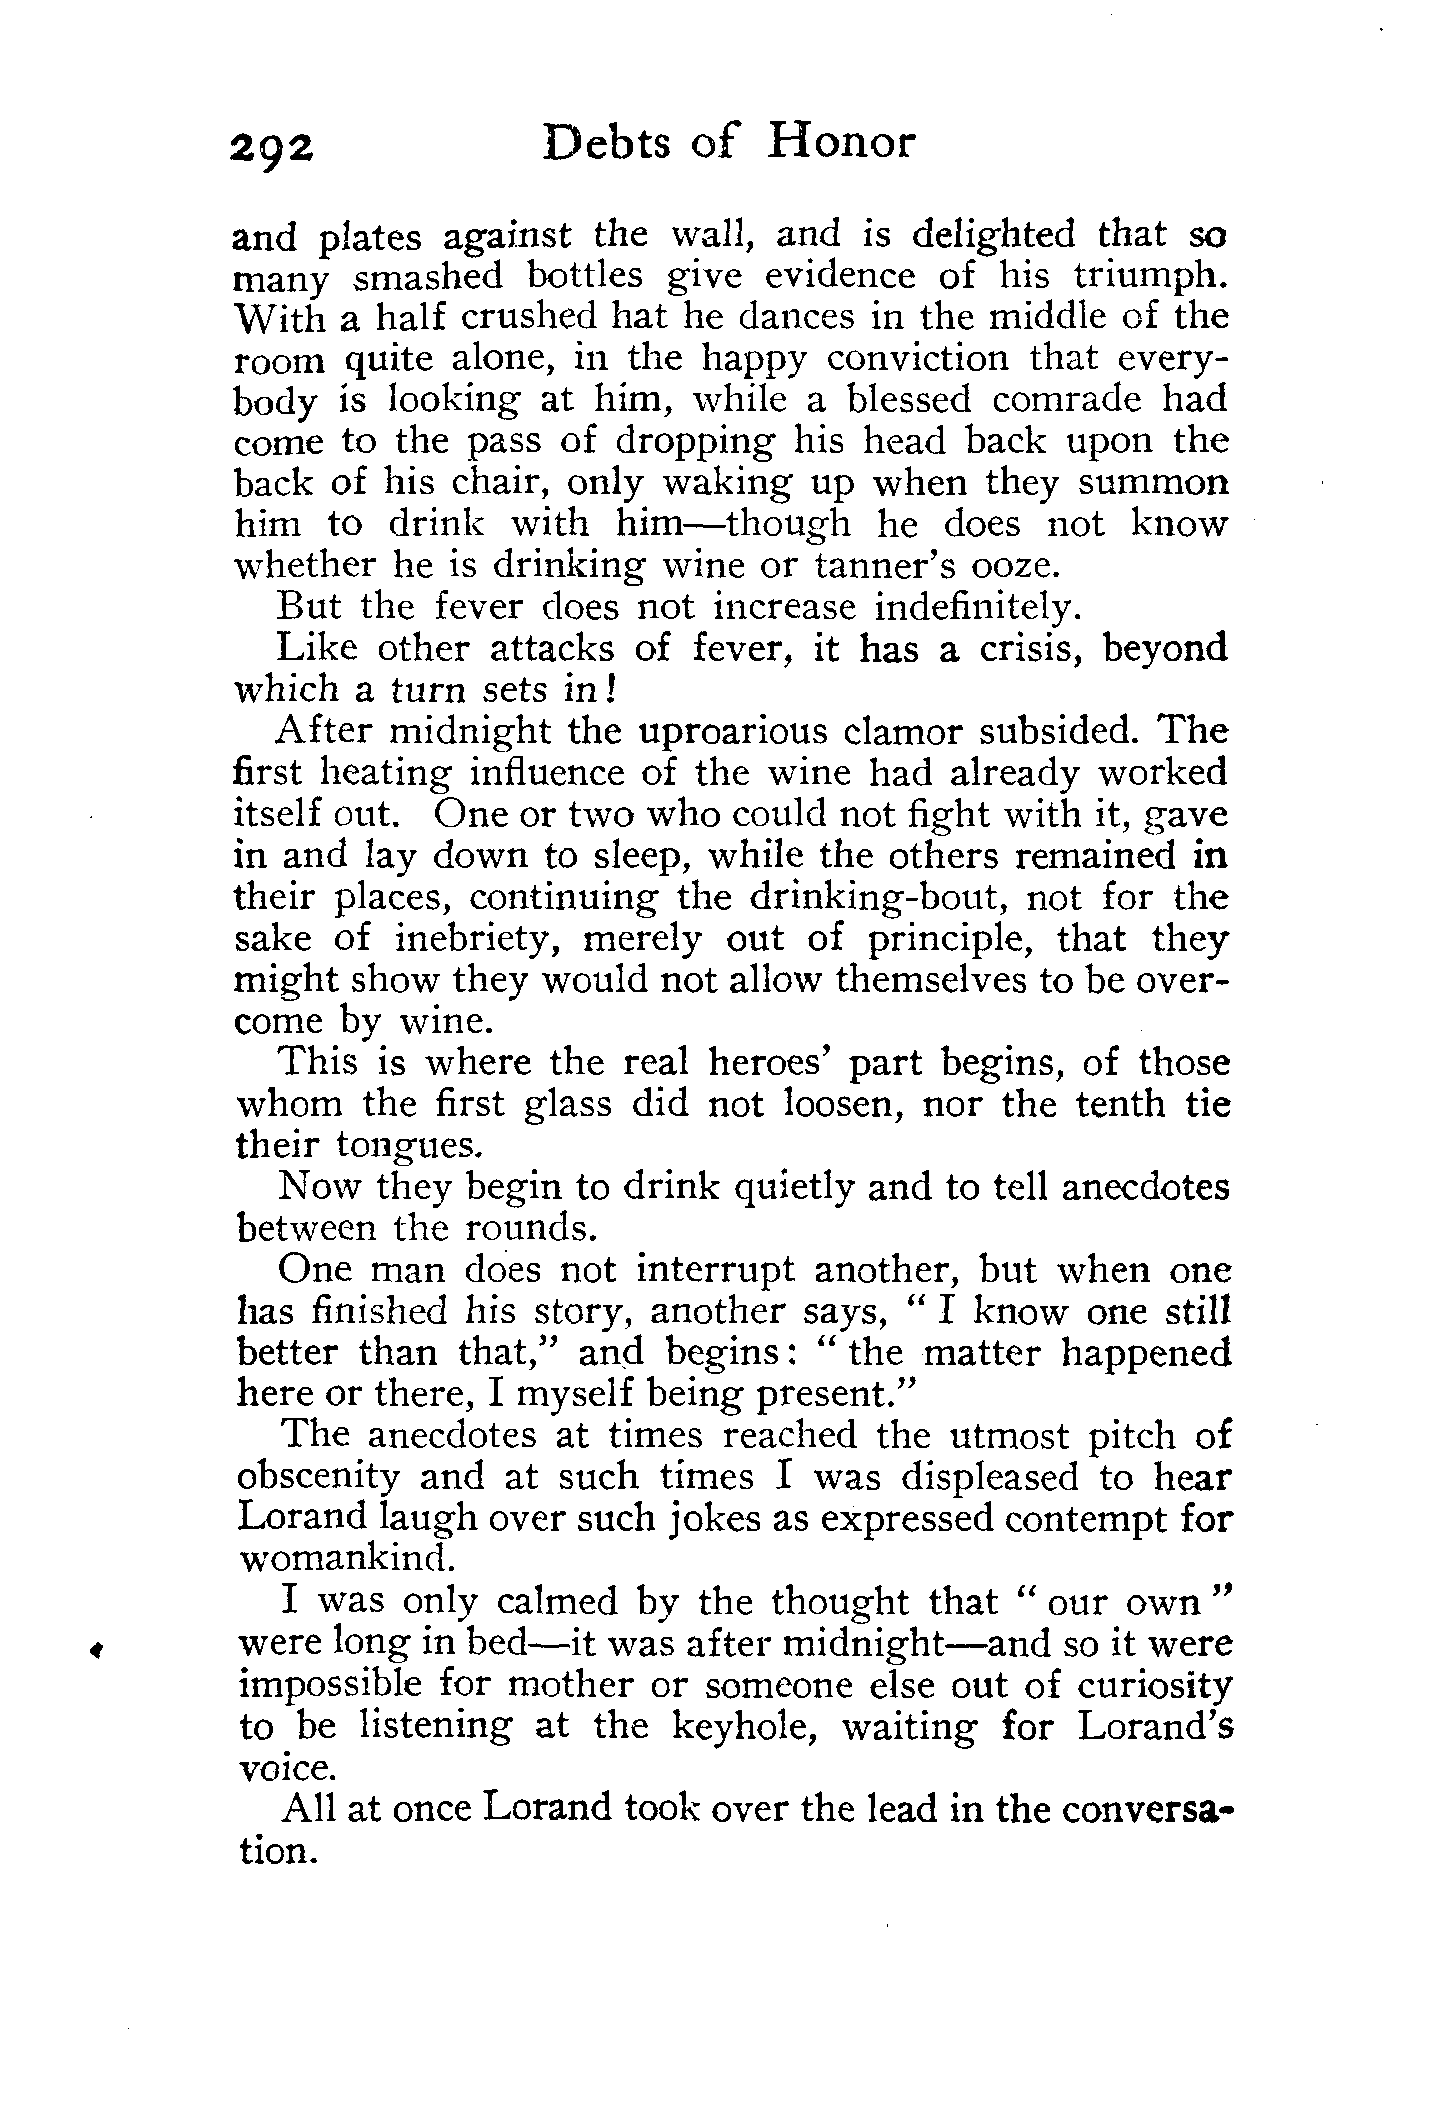 292 Debts of Honor
and plates against the wall, and is delighted that so
many smashed bottles give evidence of his triumph.
With a half crushed hat he dances in the middle of the
room quite alone, in the happy conviction that every-
body is looking at him, while a blessed comrade had
come to the pass of dropping his head back upon the
back of his chair, only waking up when they summon
him to drink with him—though he does not know
whether he is drinking wine or tanner's ooze.
But the fever does not increase indefinitely.
Like other attacks of fever, it has a crisis, beyond
which a turn sets in!
After midnight the uproarious clamor subsided. The
first heating influence of the wine had already worked
itself out. One or two who could not fight with it, gave
in and lay down to sleep, while the others remained in
their places, continuing the drinking-bout, not for the
sake of inebriety, merely out of principle, that they
might show they would not allow themselves to be over-
come by wine.
This is where the real heroes' part begins, of those
whom the first glass did not loosen, nor the tenth tie
their tongues.
Now they begin to drink quietly and to tell anecdotes
between the rounds.
One man does not interrupt another, but when one
has finished his story, another says, "I know one still
better than that," and begins: "the matter happened
here or there, I myself being present."
The anecdotes at times reached the utmost pitch of
obscenity and at such times I was displeased to hear
Lorand laugh over such jokes as expressed contempt for
womankind.
I was only calmed by the thought that "our own"
were long in bed—it was after midnight—and so it were
impossible for mother or someone else out of curiosity
to be listening at the keyhole, waiting for Lorand's
voice.
All at once Lorand took over the lead in the conversa-
tion.